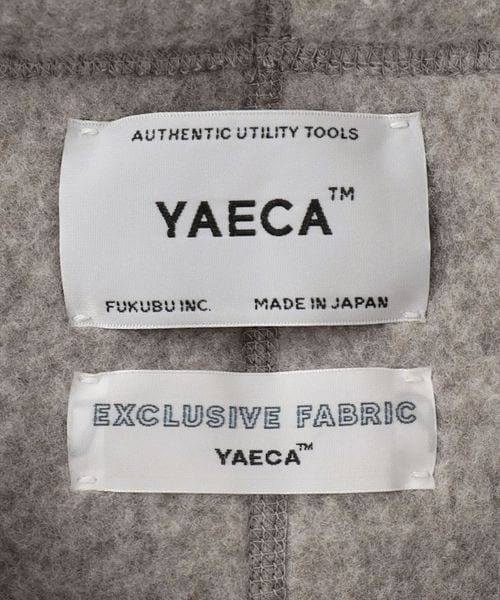 AUTHENTIC UTILITY TOOLS
YAECA™
FUKUBU INC. MADE IN JAPAN
EXCLUSIVE FABRIC
YAECA™